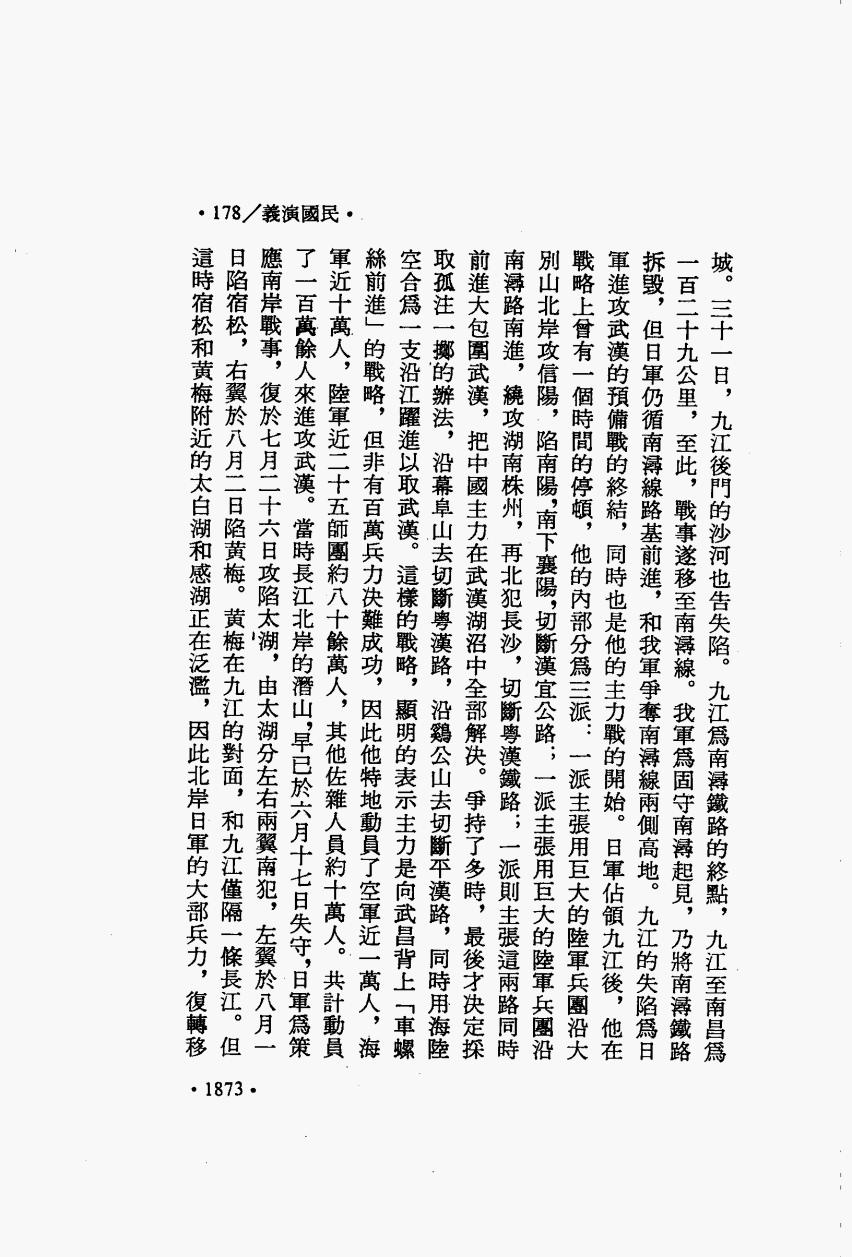 •178／義演國民•
城。三十一日，九江後門的沙河也告失陷。九江爲南潯鐵路的終點，九江至南昌爲
一百二十九公里，至此，戰事遂移至南潯線。我軍爲固守南潯起見，乃將南潯鐵路
拆毀，但日軍仍循南潯線路基前進，和我軍爭奪南潯線兩側高地。九江的失陷爲日
軍進攻武漢的預備戰的終結，同時也是他的主力戰的開始。日軍佔領九江後，他在
戰略上曾有一個時間的停頓，他的內部分爲三派：一派主張用巨大的陸軍兵團沿大
別山北岸攻信陽，陷南陽，南下襄陽，切斷漢宜公路；一派主張用巨大的陸軍兵團沿
南潯路南進，繞攻湖南株州，再北犯長沙，切斷粵漢鐵路；一派則主張這兩路同時
前進大包圍武漢，把中國主力在武漢湖沼中全部解決。爭持了多時，最後才決定採
取孤注一擲的辦法，沿幕阜山去切斷粵漢路，沿鷄公山去切斷平漢路，同時用海陸
空合爲一支沿江躍進以取武漢。這樣的戰略，顯明的表示主力是向武昌背上「車螺
絲前進」的戰略，但非有百萬兵力決難成功，因此他特地動員了空軍近一萬人，海
軍近十萬人，陸軍近二十五師團約八十餘萬人，其他佐雜人員約十萬人。共計動員
了一百萬餘人來進攻武漢。當時長江北岸的潛山，早已於六月十七日失守，日軍爲策
應南岸戰事，復於七月二十六日攻陷太湖，由太湖分左右兩翼南犯，左翼於八月一
日陷宿松，右翼於八月二日陷黃梅。黃梅在九江的對面，和九江僅隔一條長江。但
這時宿松和黃梅附近的太白湖和感湖正在泛濫，因此北岸日軍的大部兵力，復轉移
•1873•